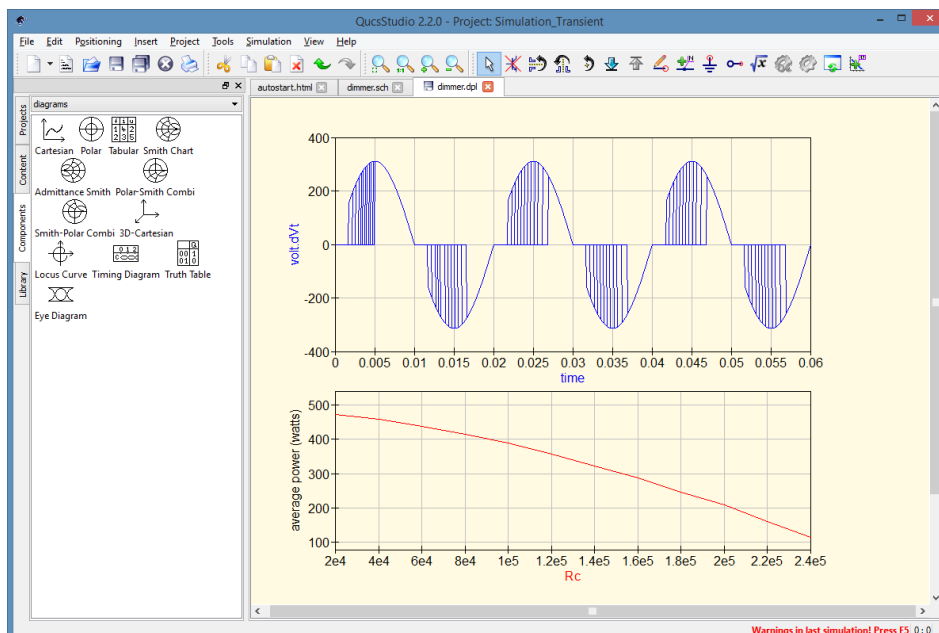 QucsStudio 2.2.0 - Project: Simulation_Transient
File Edit Positioning Insert Project Tools Simulation View Help
autostart.html dimmer.sch dimmer.dpl
Projects
Content
Components
Library
diagrams
Cartesian Polar Tabular Smith Chart
Admittance Smith Polar-Smith Combi
Smith-Polar Combi 3D-Cartesian
Locus Curve Timing Diagram Truth Table
Eye Diagram
volt.dVt
400
200
0
-200
-400
0 0.005 0.01 0.015 0.02 0.025 0.03 0.035 0.04 0.045 0.05 0.055 0.06
time
average power (watts)
500
400
300
200
100
2e4 4e4 6e4 8e4 1e5 1.2e5 1.4e5 1.6e5 1.8e5 2e5 2.2e5 2.4e5
Rc
Warnings in last simulation! Press F5 0 : 0